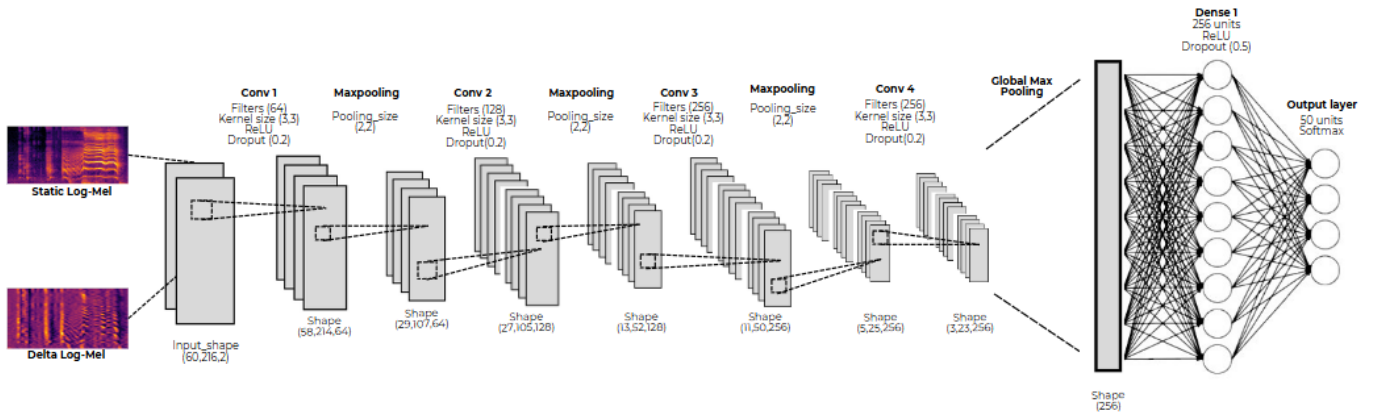 Static Log-Mel
Delta Log-Mel
Input_shape
(60,216,2)
Conv 1
Filters (64)
Kernel size (3,3)
ReLU
Droput (0.2)
Shape
(58,214,64)
Maxpooling
Pooling_size
(2,2)
Shape
(29,107,64)
Conv 2
Filters (128)
Kernel size (3,3)
ReLU
Dropout(0.2)
Shape
(27,105,128)
Maxpooling
Pooling_size
(2,2)
Shape
(13,52,128)
Conv 3
Filters (256)
Kernel size (3,3)
ReLU
Dropout(0.2)
Shape
(11,50,256)
Maxpooling
Pooling_size
(2,2)
Shape
(5,25,256)
Conv 4
Filters (256)
Kernel size (3,3)
ReLU
Dropout(0.2)
Shape
(3,23,256)
Global Max
Pooling
Shape
(256)
Dense 1
256 units
ReLU
Dropout (0.5)
Output layer
50 units
Softmax